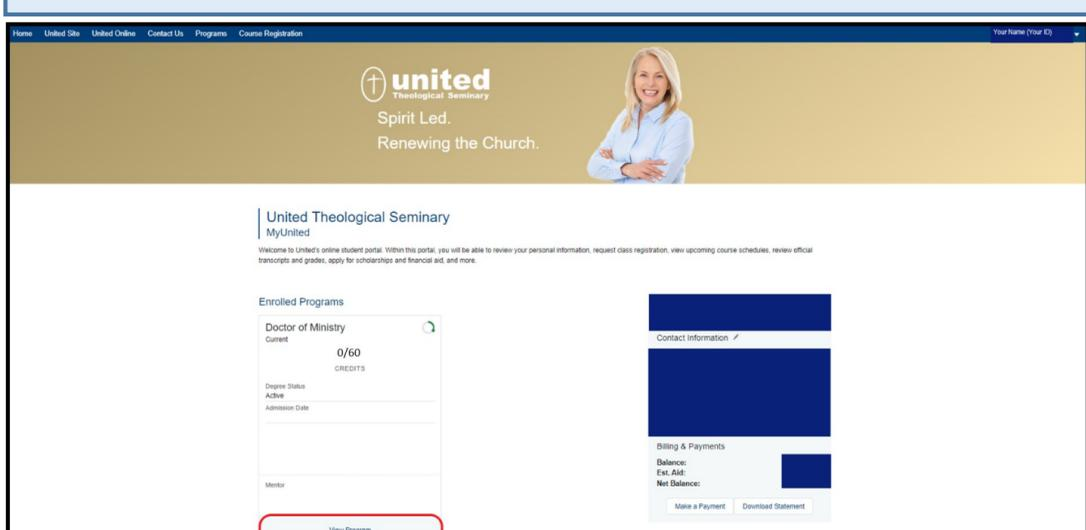 Home United Site United Online Contact Us Programs Course Registration Your Name (Your ID)
united
Theological Seminary
Spirit Led.
Renewing the Church.
United Theological Seminary
MyUnited
Welcome to United's online student portal. Within this portal, you will be able to review your personal information, request class registration, view upcoming course schedules, review official
transcripts and grades, apply for scholarships and financial aid, and more.
Enrolled Programs
Doctor of Ministry
Current
0/60
CREDITS
Degree Status
Active
Admission Date
Mentor
View Program
Contact Information
Billing & Payments
Balance:
Est. Aid:
Net Balance:
Make a Payment Download Statement